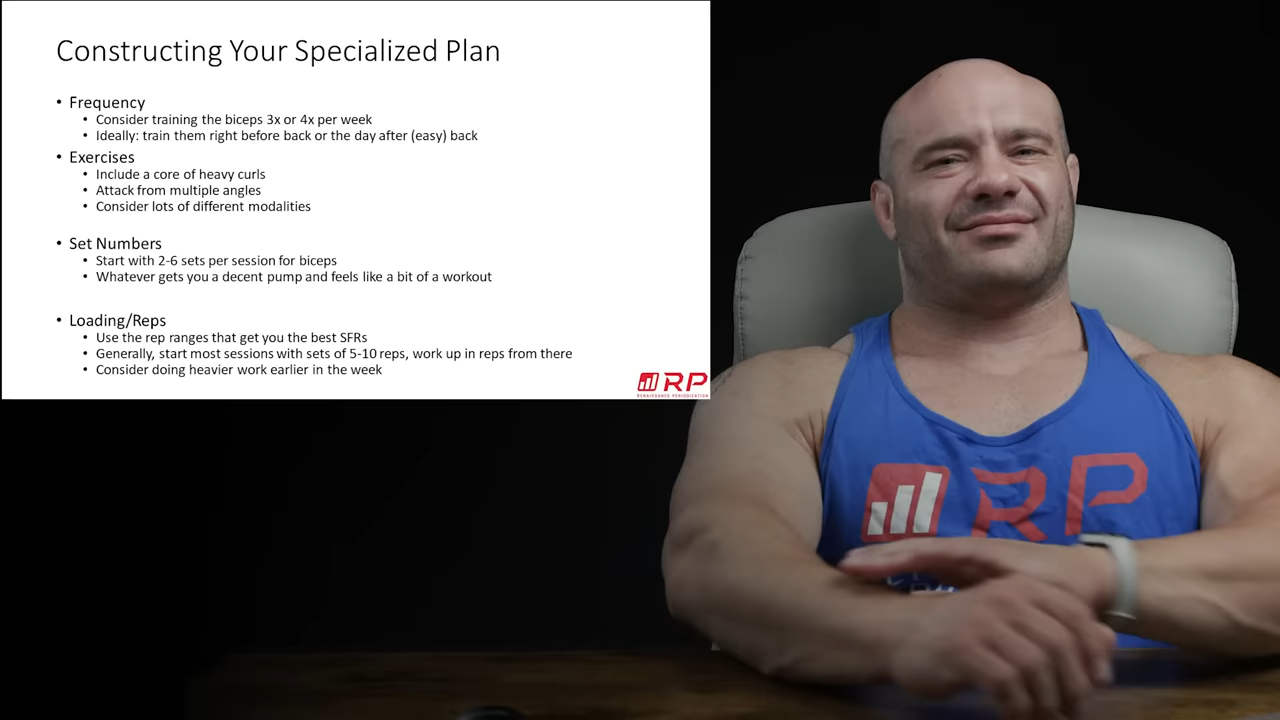 Constructing Your Specialized Plan
• Frequency
• Consider training the biceps 3x or 4x per week
• Ideally: train them right before back or the day after (easy) back
• Exercises
• Include a core of heavy curls
• Attack from multiple angles
• Consider lots of different modalities
• Set Numbers
• Start with 2-6 sets per session for biceps
• Whatever gets you a decent pump and feels like a bit of a workout
• Loading/Reps
• Use the rep ranges that get you the best SFRs
• Generally, start most sessions with sets of 5-10 reps, work up in reps from there
• Consider doing heavier work earlier in the week
RP
RENAISSANCE PERIODIZATION
RP